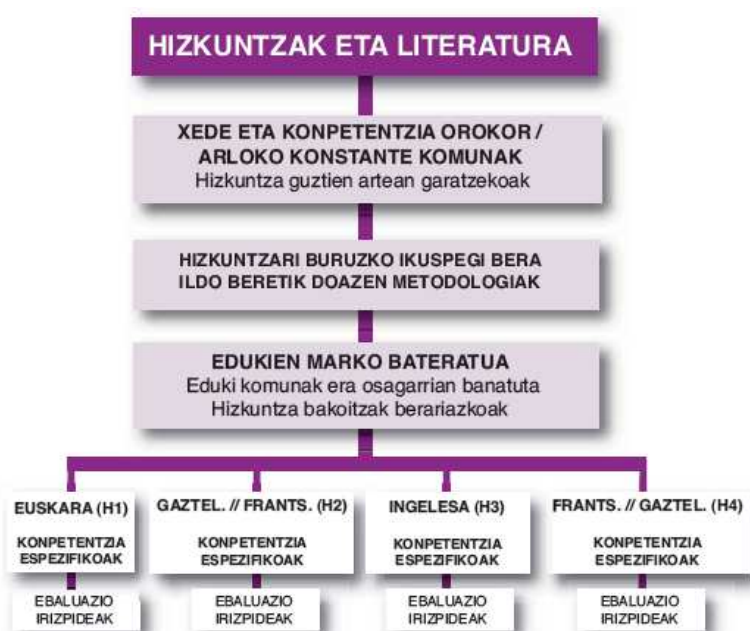 HIZKUNTZAK ETA LITERATURA
XEDE ETA KONPETENTZIA OROKOR /
ARLOKO KONSTANTE KOMUNAK
Hizkuntza guztien artean garatzekoak
HIZKUNTZARI BURUZKO IKUSPEGI BERA
ILDO BERETIK DOAZEN METODOLOGIAK
EDUKIEN MARKO BATERATUA
Eduki komunak era osagarrian banatuta
Hizkuntza bakoitzak berariazkoak
EUSKARA (H1)
KONPETENTZIA
ESPEZIFIKOAK
EBALUAZIO
IRIZPIDEAK
GAZTEL. // FRANTS. (H2)
KONPETENTZIA
ESPEZIFIKOAK
EBALUAZIO
IRIZPIDEAK
INGELESA (H3)
KONPETENTZIA
ESPEZIFIKOAK
EBALUAZIO
IRIZPIDEAK
FRANTS. // GAZTEL. (H4)
KONPETENTZIA
ESPEZIFIKOAK
EBALUAZIO
IRIZPIDEAK